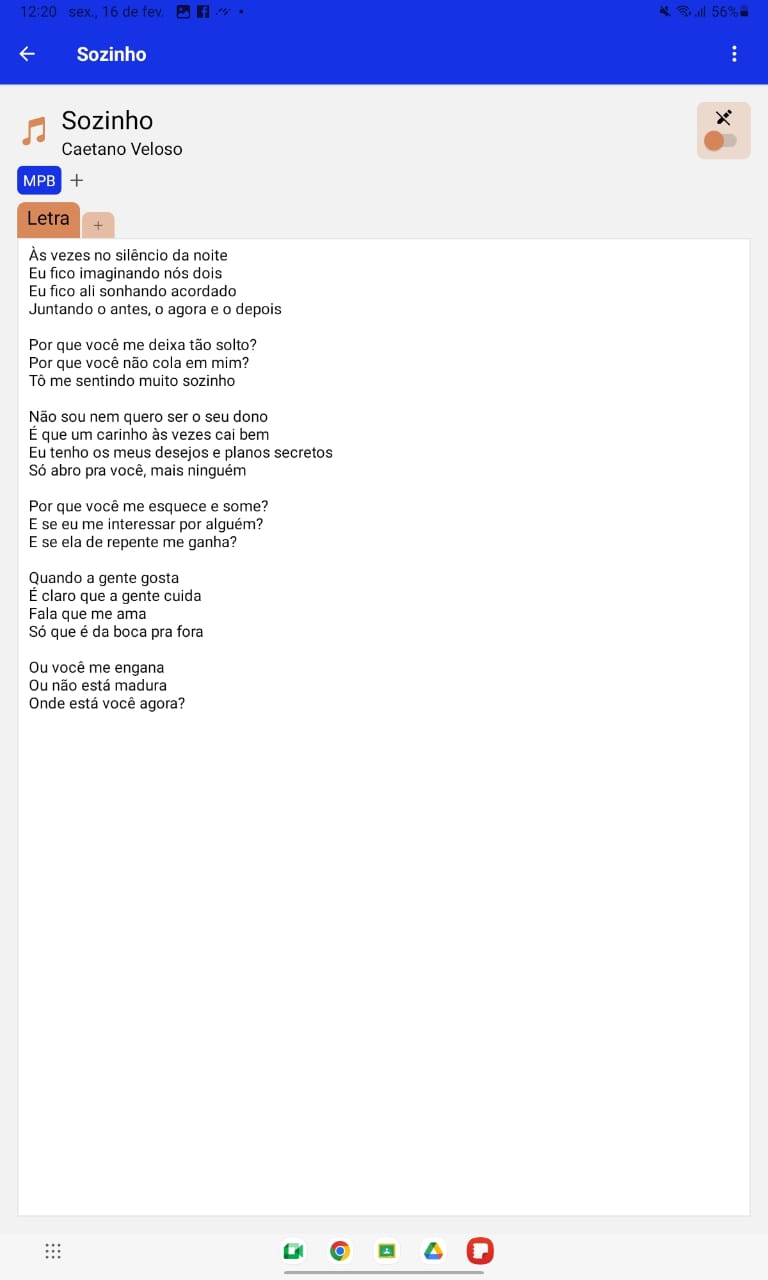 12:20 sex., 16 de fev. 56%
Sozinho
Sozinho
Caetano Veloso
MPB +
Letra +
Às vezes no silêncio da noite
Eu fico imaginando nós dois
Eu fico ali sonhando acordado
Juntando o antes, o agora e o depois
Por que você me deixa tão solto?
Por que você não cola em mim?
Tô me sentindo muito sozinho
Não sou nem quero ser o seu dono
É que um carinho às vezes cai bem
Eu tenho os meus desejos e planos secretos
Só abro pra você, mais ninguém
Por que você me esquece e some?
E se eu me interessar por alguém?
E se ela de repente me ganha?
Quando a gente gosta
É claro que a gente cuida
Fala que me ama
Só que é da boca pra fora
Ou você me engana
Ou não está madura
Onde está você agora?